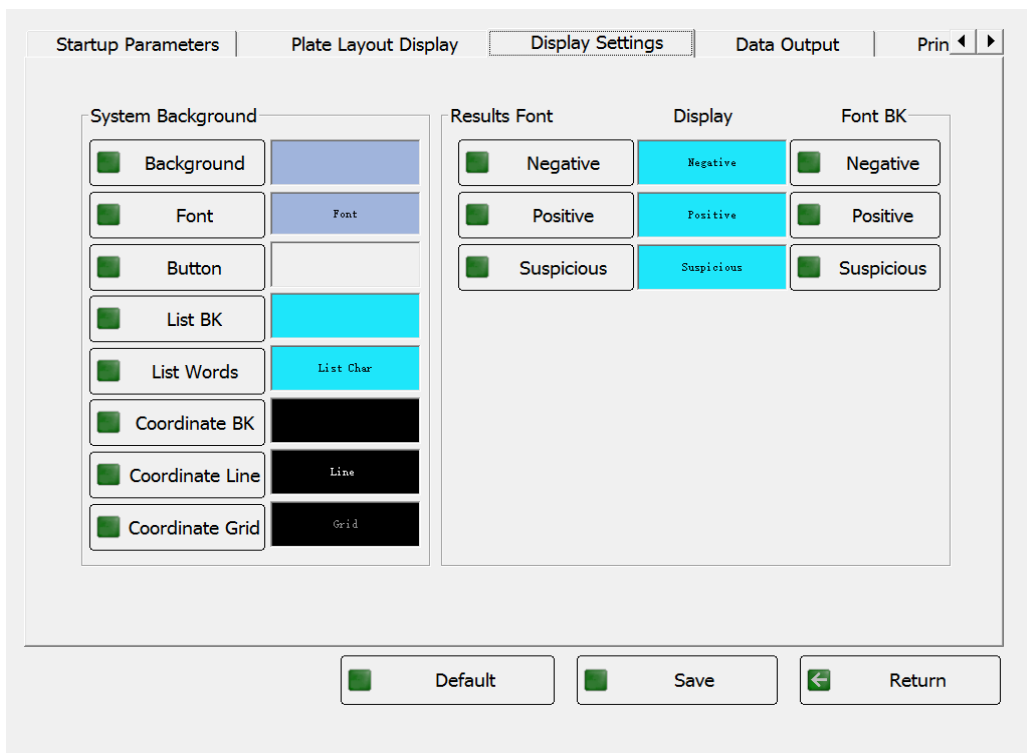 Startup Parameters Plate Layout Display Display Settings Data Output Prin
System Background Results Font Display Font BK
Background Negative Negative Negative
Font Font Positive Positive Positive
Button Suspicious Suspicious Suspicious
List BK
List Words List Char
Coordinate BK
Coordinate Line Line
Coordinate Grid Grid
Default Save Return